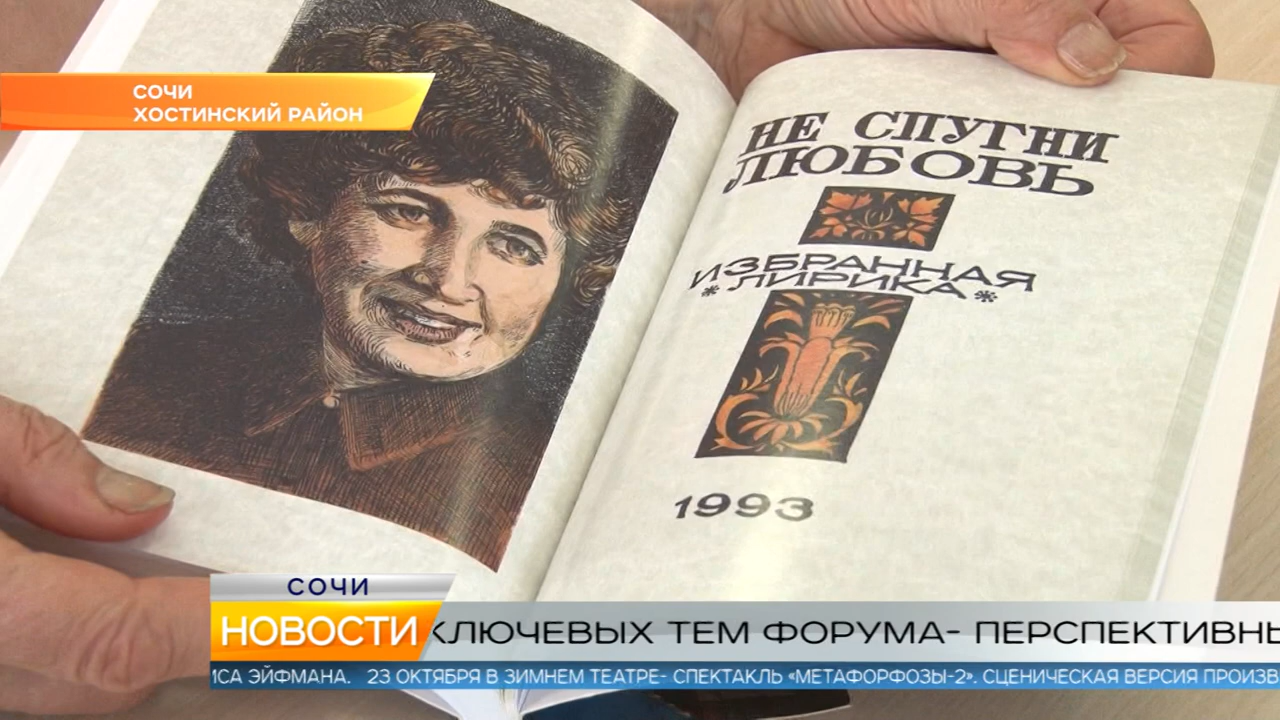 СОЧИ
ХОСТИНСКИЙ РАЙОН
НЕ СПУГНИ
ЛЮБОВЬ
ИЗБРАННАЯ
* ЛИРИКА *
1993
СОЧИ
НОВОСТИ
КЛЮЧЕВЫХ ТЕМ ФОРУМА- ПЕРСПЕКТИВНЫ
ИСА ЭЙФМАНА. 23 ОКТЯБРЯ В ЗИМНЕМ ТЕАТРЕ- СПЕКТАКЛЬ «МЕТАФОРФОЗЫ-2». СЦЕНИЧЕСКАЯ ВЕРСИЯ ПРОИЗВ